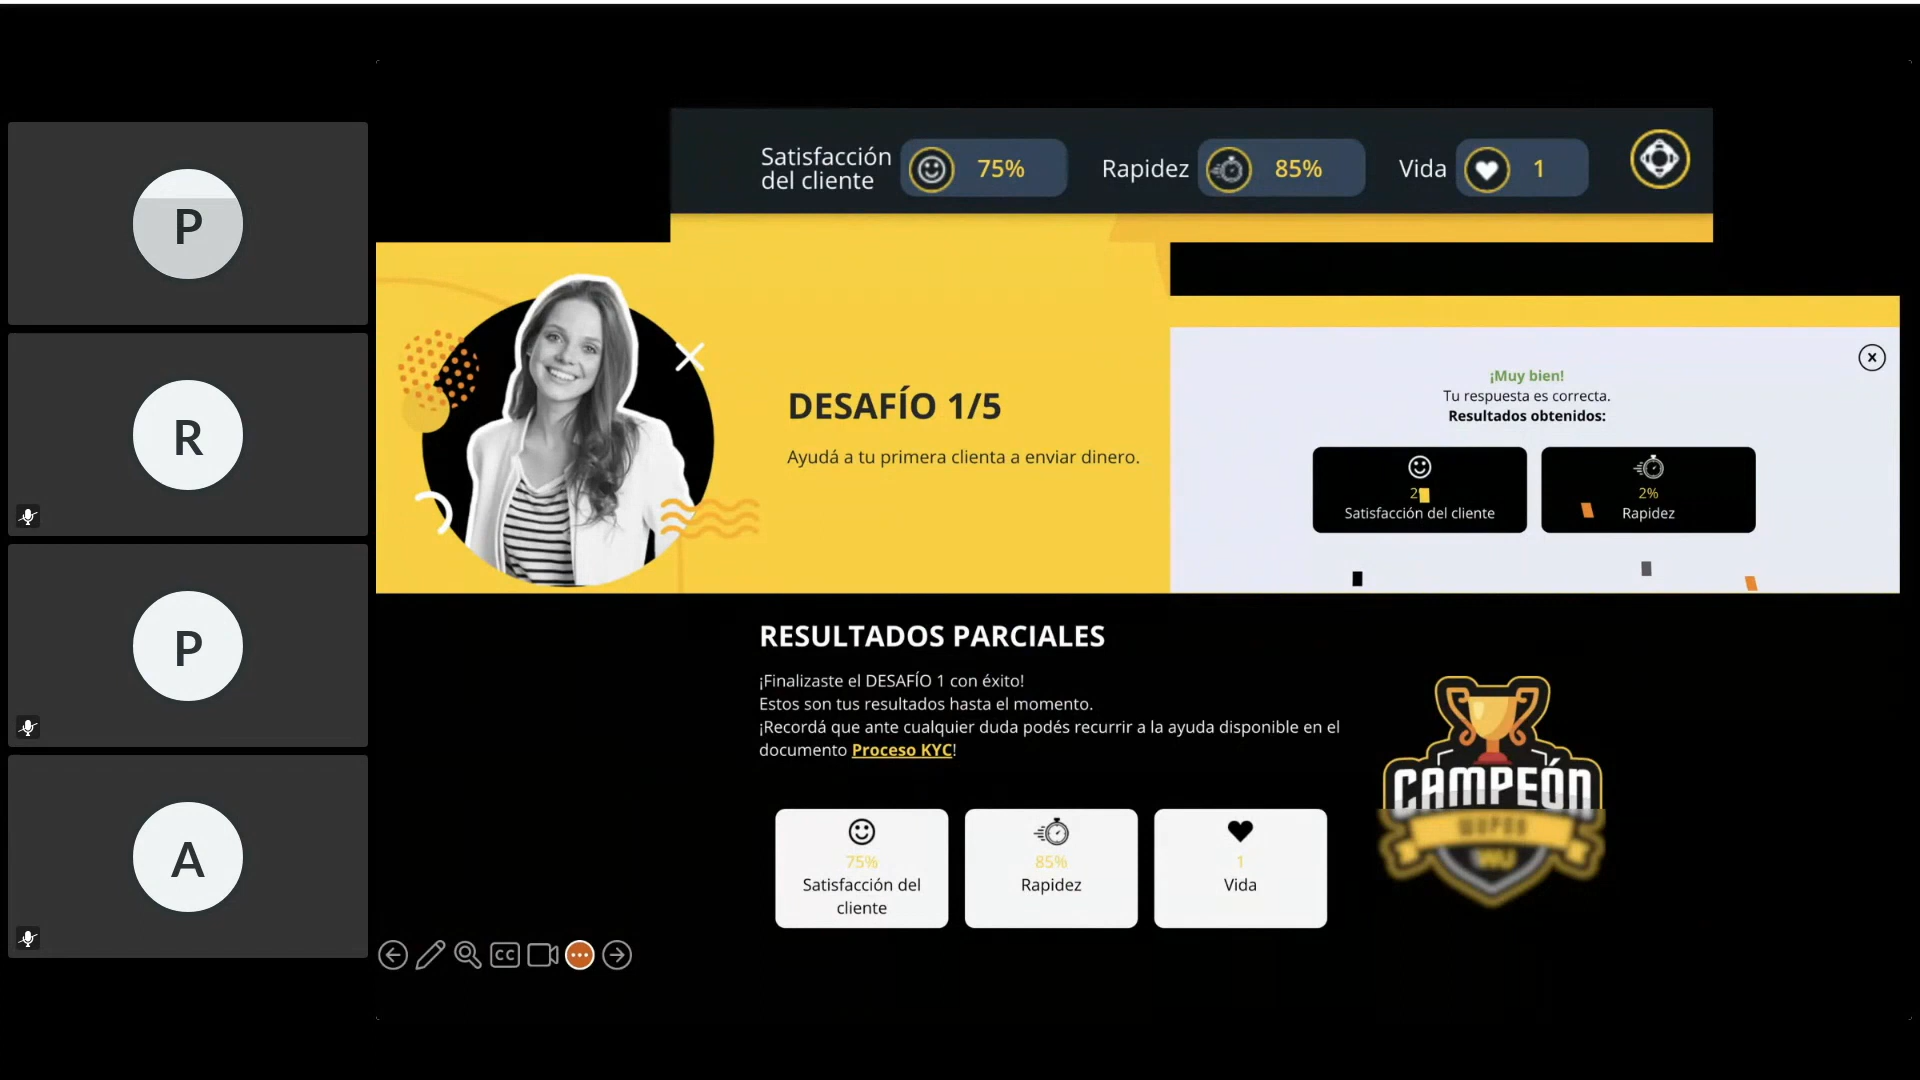 P
R
P
A
Satisfacción
del cliente
75%
Rapidez
85%
Vida
1
DESAFÍO 1/5
Ayudá a tu primera clienta a enviar dinero.
¡Muy bien!
Tu respuesta es correcta.
Resultados obtenidos:
2
Satisfacción del cliente
2%
Rapidez
RESULTADOS PARCIALES
¡Finalizaste el DESAFÍO 1 con éxito!
Estos son tus resultados hasta el momento.
¡Recordá que ante cualquier duda podés recurrir a la ayuda disponible en el
documento Proceso KYC!
75%
Satisfacción del
cliente
85%
Rapidez
1
Vida
CAMPEÓN
WU
CC